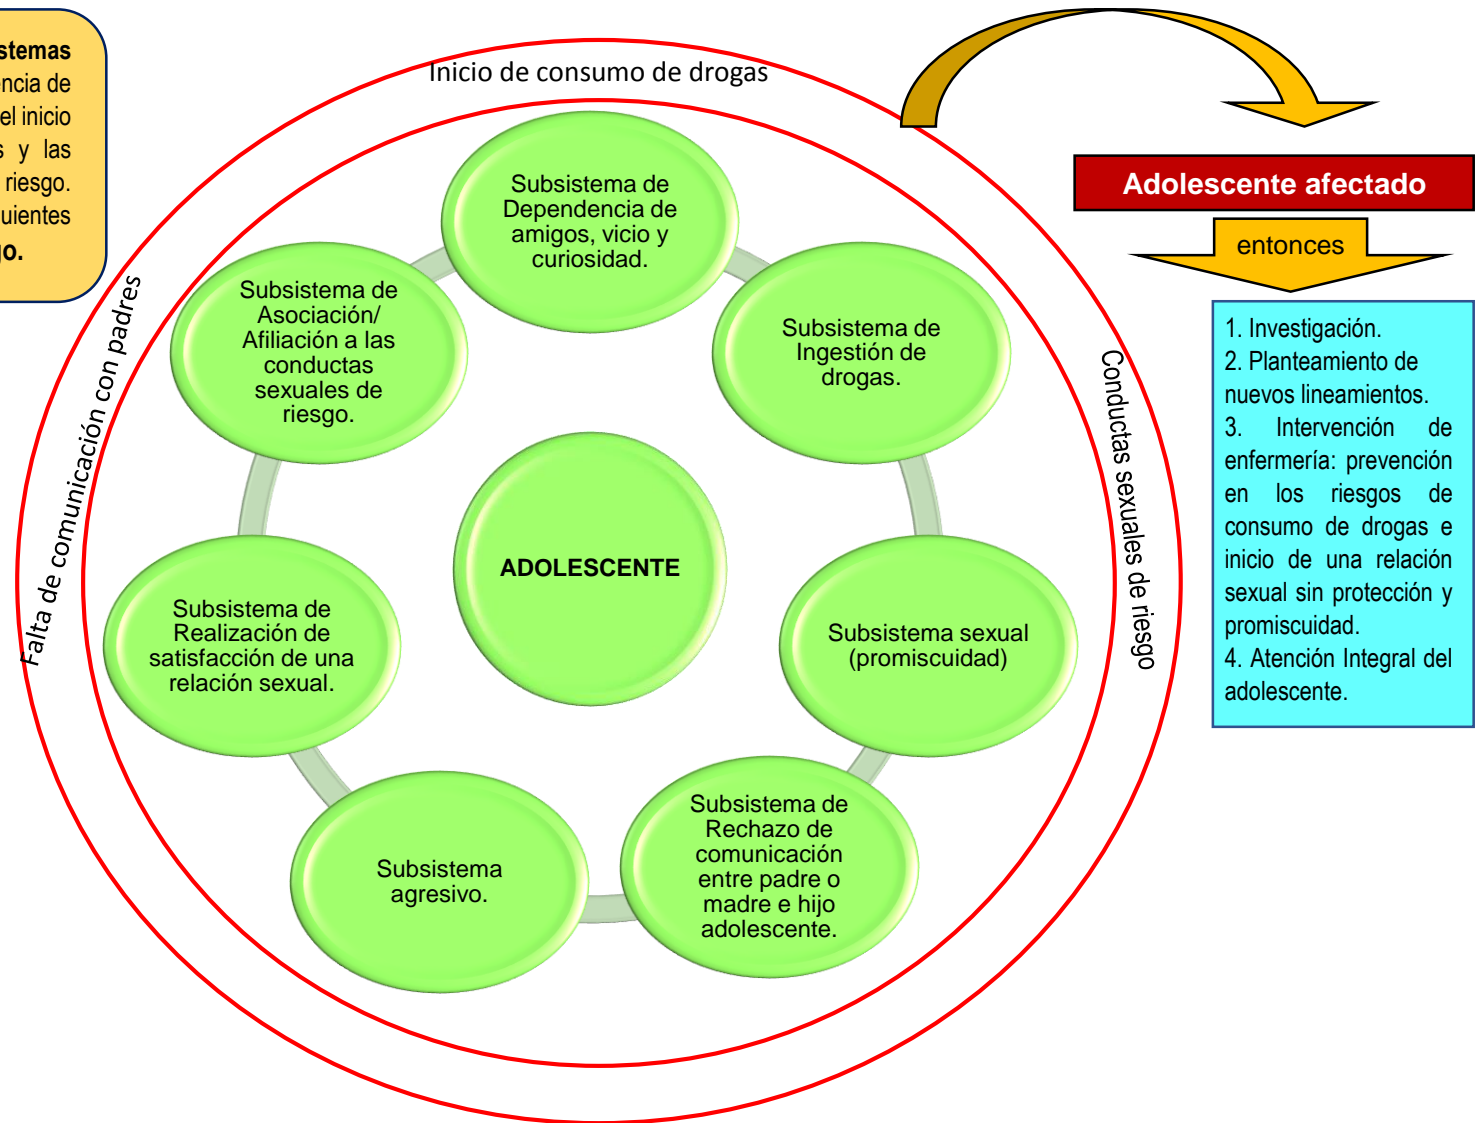 stemas
encia de
el inicio
s y las
riesgo.
uientes
go.
Inicio de consumo de drogas
Falta de comunicación con padres
Conductas sexuales de riesgo
Subsistema de
Dependencia de
amigos, vicio y
curiosidad.
Subsistema de
Ingestión de
drogas.
Subsistema sexual
(promiscuidad)
Subsistema de
Rechazo de
comunicación
entre padre o
madre e hijo
adolescente.
Subsistema
agresivo.
Subsistema de
Realización de
satisfacción de una
relación sexual.
Subsistema de
Asociación/
Afiliación a las
conductas
sexuales de
riesgo.
ADOLESCENTE
Adolescente afectado
entonces
1. Investigación.
2. Planteamiento de
nuevos lineamientos.
3. Intervención de
enfermería: prevención
en los riesgos de
consumo de drogas e
inicio de una relación
sexual sin protección y
promiscuidad.
4. Atención Integral del
adolescente.